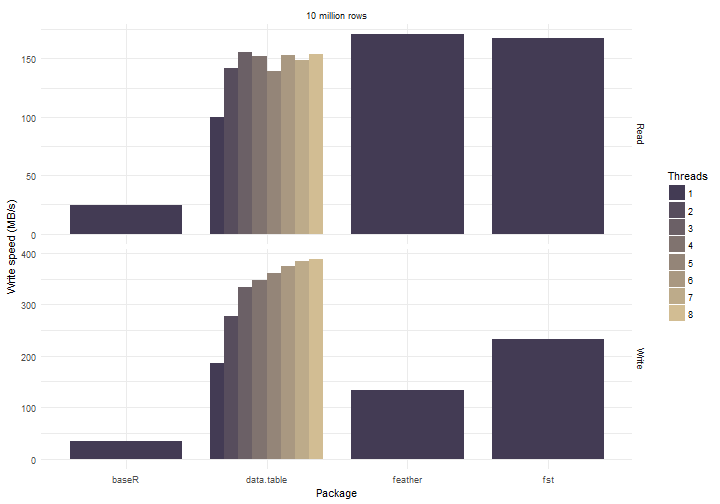 10 million rows
150
100
50
0
Read
Write speed (MB/s)
400
300
200
100
0
Write
baseR
data.table
feather
fst
Package
Threads
1
2
3
4
5
6
7
8